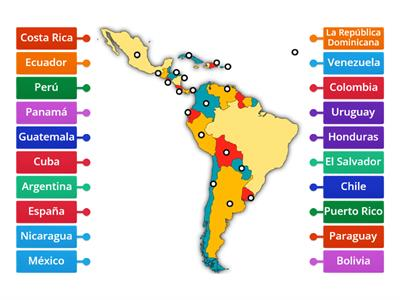 Costa Rica
Ecuador
Perú
Panamá
Guatemala
Cuba
Argentina
España
Nicaragua
México
La República
Dominicana
Venezuela
Colombia
Uruguay
Honduras
El Salvador
Chile
Puerto Rico
Paraguay
Bolivia